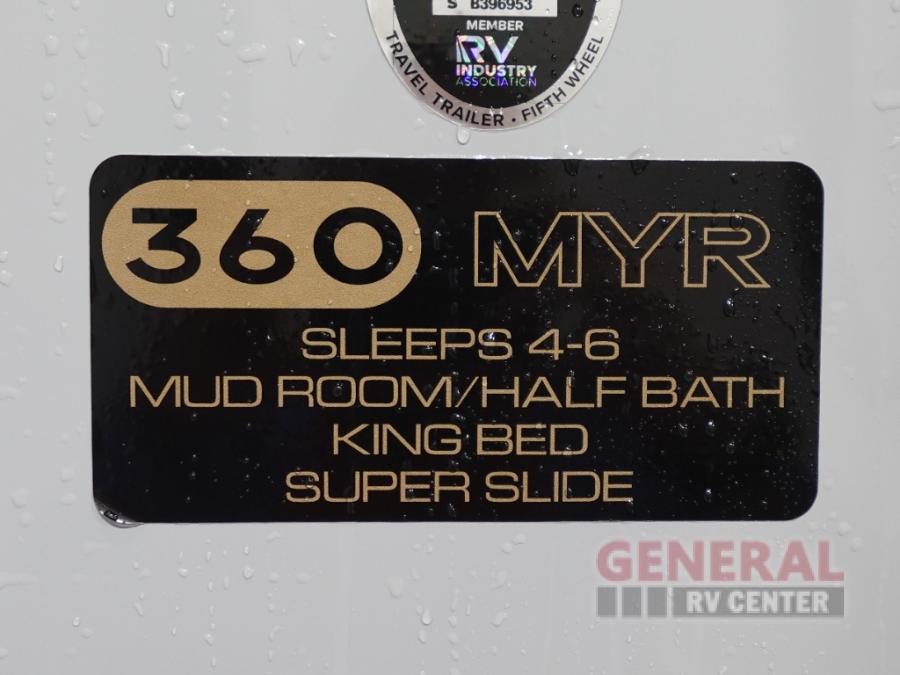 S B396953
MEMBER
RV
INDUSTRY
ASSOCIATION
TRAVEL TRAILER • FIFTH WHEEL
360 MYR
SLEEPS 4-6
MUD ROOM/HALF BATH
KING BED
SUPER SLIDE
GENERAL
RV CENTER